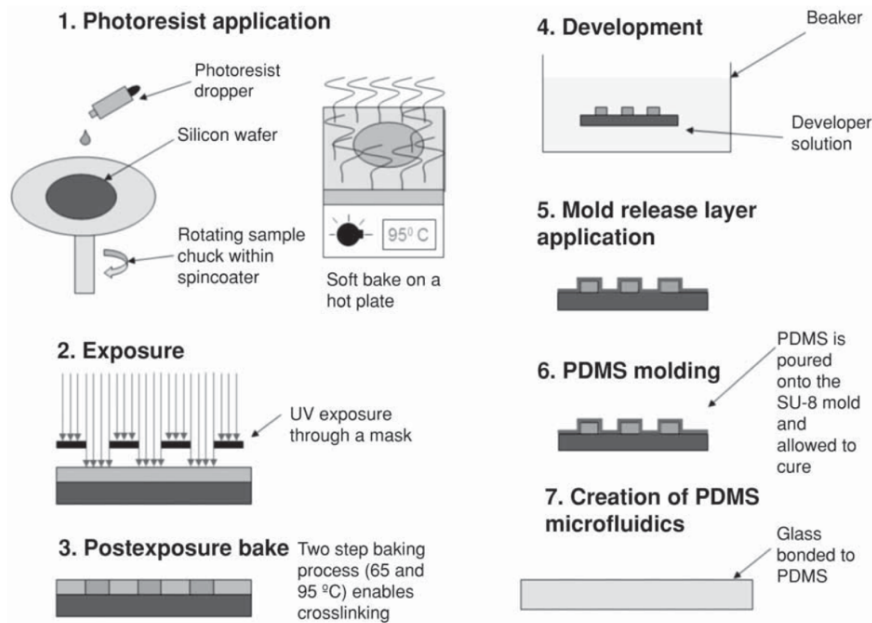 1. Photoresist application
Photoresist
dropper
Silicon wafer
Rotating sample
chuck within
spincoater
95⁰ C
Soft bake on a
hot plate
2. Exposure
UV exposure
through a mask
3. Postexposure bake
Two step baking
process (65 and
95 ºC) enables
crosslinking
4. Development
Beaker
Developer
solution
5. Mold release layer
application
6. PDMS molding
PDMS is
poured
onto the
SU-8 mold
and
allowed to
cure
7. Creation of PDMS
microfluidics
Glass
bonded to
PDMS